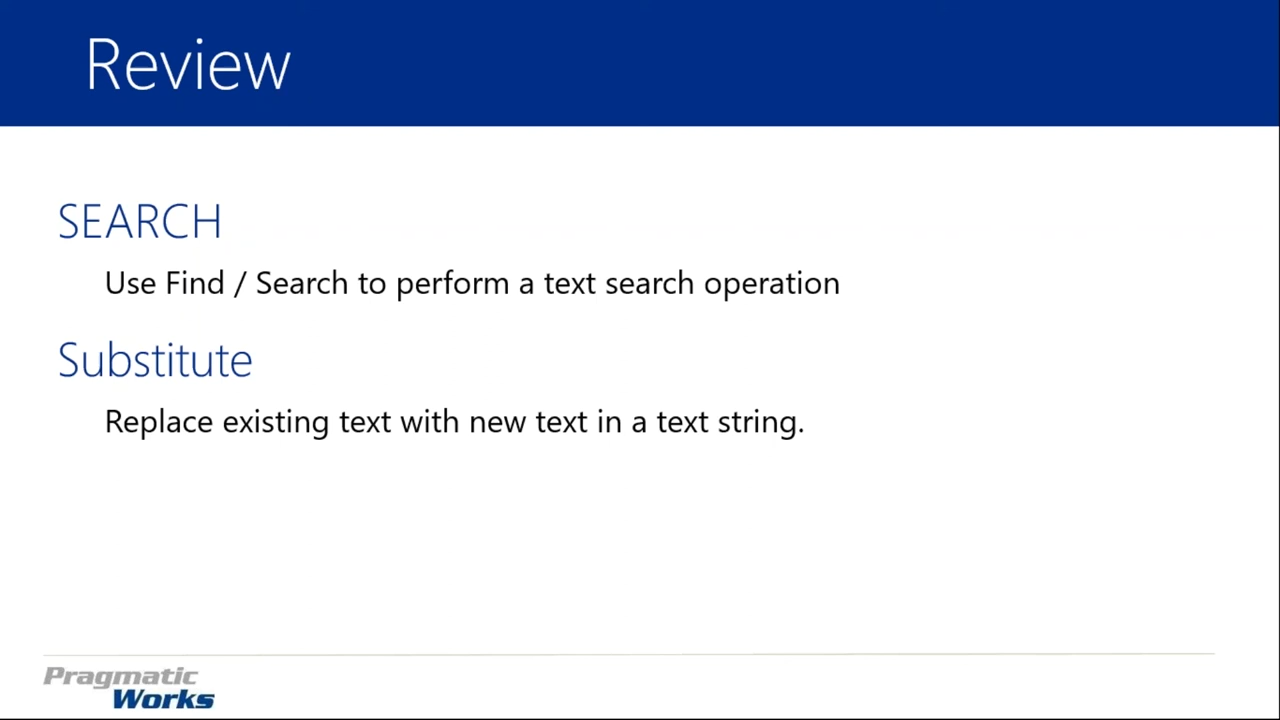 Review
SEARCH
Use Find / Search to perform a text search operation
Substitute
Replace existing text with new text in a text string.
Pragmatic
Works